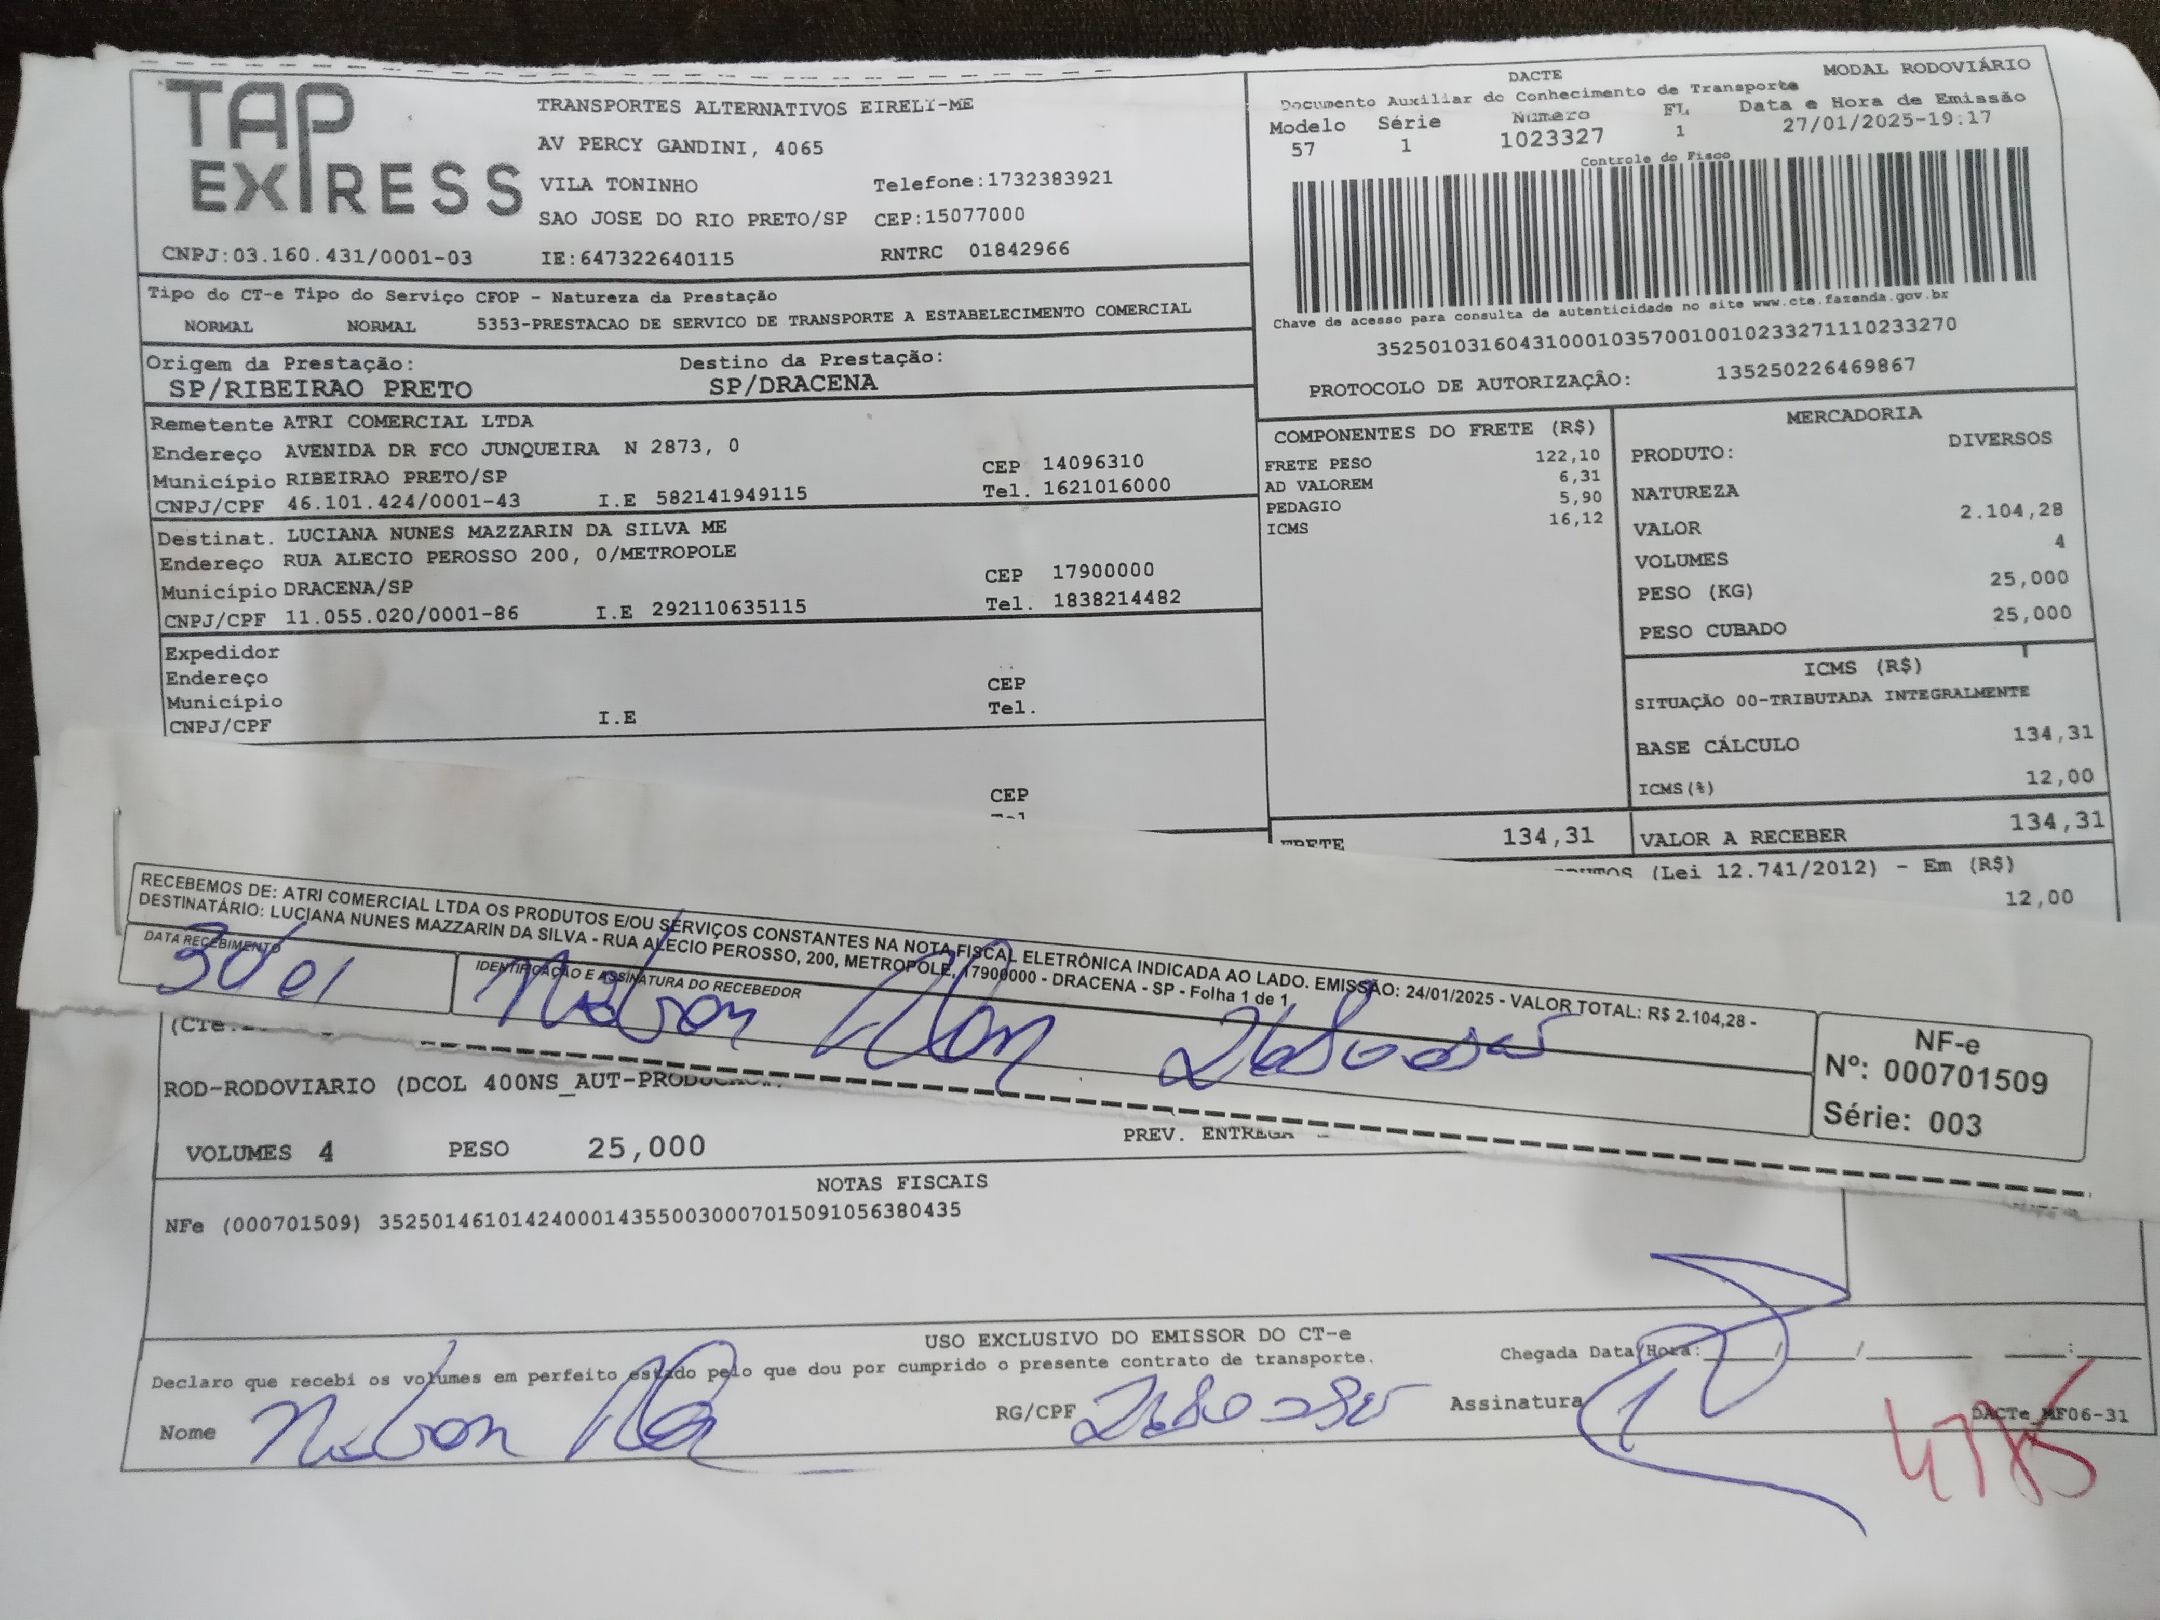 TAP EXPRESS
TRANSPORTES ALTERNATIVOS EIRELI-ME
AV PERCY GANDINI, 4065
VILA TONINHO Telefone:1732383921
SAO JOSE DO RIO PRETO/SP CEP:15077000
CNPJ:03.160.431/0001-03 IE:647322640115 RNTRC 01842966
DACTE MODAL RODOVIÁRIO
Documento Auxiliar do Conhecimento de Transporte
Modelo Série Número FL Data e Hora de Emissão
57 1 1023327 1 27/01/2025-19:17
Controle do Fisco
Chave de acesso para consulta de autenticidade no site www.cte.fazenda.gov.br
35250103160431000103570010010233271110233270
PROTOCOLO DE AUTORIZAÇÃO: 135250226469867
Tipo do CT-e Tipo do Serviço CFOP - Natureza da Prestação
NORMAL NORMAL 5353-PRESTACAO DE SERVICO DE TRANSPORTE A ESTABELECIMENTO COMERCIAL
Origem da Prestação: Destino da Prestação:
SP/RIBEIRAO PRETO SP/DRACENA
Remetente ATRI COMERCIAL LTDA
Endereço AVENIDA DR FCO JUNQUEIRA N 2873, 0
Município RIBEIRAO PRETO/SP CEP 14096310
CNPJ/CPF 46.101.424/0001-43 I.E 582141949115 Tel. 1621016000
Destinat. LUCIANA NUNES MAZZARIN DA SILVA ME
Endereço RUA ALECIO PEROSSO 200, 0/METROPOLE
Município DRACENA/SP CEP 17900000
CNPJ/CPF 11.055.020/0001-86 I.E 292110635115 Tel. 1838214482
Expedidor
Endereço
Município CEP
CNPJ/CPF I.E Tel.
CEP
COMPONENTES DO FRETE (R$)
FRETE PESO 122,10
AD VALOREM 6,31
PEDAGIO 5,90
ICMS 16,12
MERCADORIA
PRODUTO: DIVERSOS
NATUREZA
VALOR 2.104,28
VOLUMES 4
PESO (KG) 25,000
PESO CUBADO 25,000
ICMS (R$)
SITUAÇÃO 00-TRIBUTADA INTEGRALMENTE
BASE CÁLCULO 134,31
ICMS(%) 12,00
FRETE 134,31 VALOR A RECEBER 134,31
(Lei 12.741/2012) - Em (R$)
12,00
RECEBEMOS DE: ATRI COMERCIAL LTDA OS PRODUTOS E/OU SERVIÇOS CONSTANTES NA NOTA FISCAL ELETRÔNICA INDICADA AO LADO. EMISSÃO: 24/01/2025 - VALOR TOTAL: R$ 2.104,28 -
DESTINATÁRIO: LUCIANA NUNES MAZZARIN DA SILVA - RUA ALECIO PEROSSO, 200, METROPOLE, 17900000 - DRACENA - SP - Folha 1 de 1
DATA RECEBIMENTO IDENTIFICAÇÃO E ASSINATURA DO RECEBEDOR
NF-e
Nº: 000701509
Série: 003
ROD-RODOVIARIO (DCOL 400NS_AUT-PRODUCAO
VOLUMES 4 PESO 25,000 PREV. ENTREGA
NOTAS FISCAIS
NFe (000701509) 35250146101424000143550030007015091056380435
USO EXCLUSIVO DO EMISSOR DO CT-e
Declaro que recebi os volumes em perfeito estado pelo que dou por cumprido o presente contrato de transporte. Chegada Data/Hora:
Nome RG/CPF Assinatura
DACTe_MF06-31